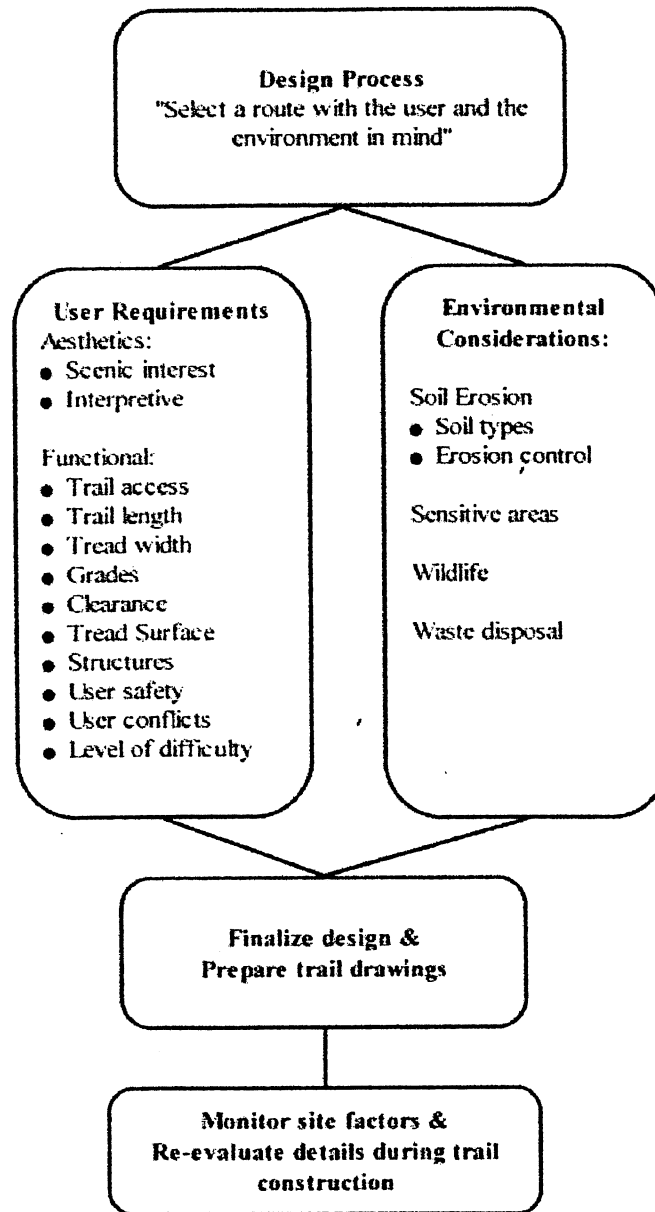 Design Process
"Select a route with the user and the
environment in mind"
User Requirements
Aesthetics:
● Scenic interest
● Interpretive
Functional:
● Trail access
● Trail length
● Tread width
● Grades
● Clearance
● Tread Surface
● Structures
● User safety
● User conflicts
● Level of difficulty
Environmental
Considerations:
Soil Erosion
● Soil types
● Erosion control
Sensitive areas
Wildlife
Waste disposal
Finalize design &
Prepare trail drawings
Monitor site factors &
Re-evaluate details during trail
construction